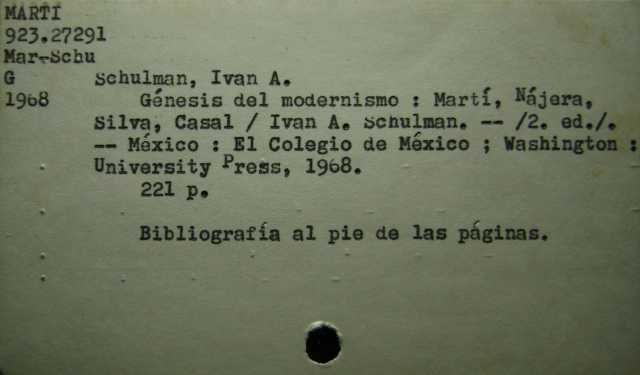 MARTÍ
923.27291
Mar-Schu
G Schulman, Ivan A.
1968 Génesis del modernismo : Martí, Nájera,
Silva, Casal / Ivan A. Schulman. -- /2. ed./.
-- México : El Colegio de México ; Washington :
University Press, 1968.
221 p.
Bibliografía al pie de las páginas.